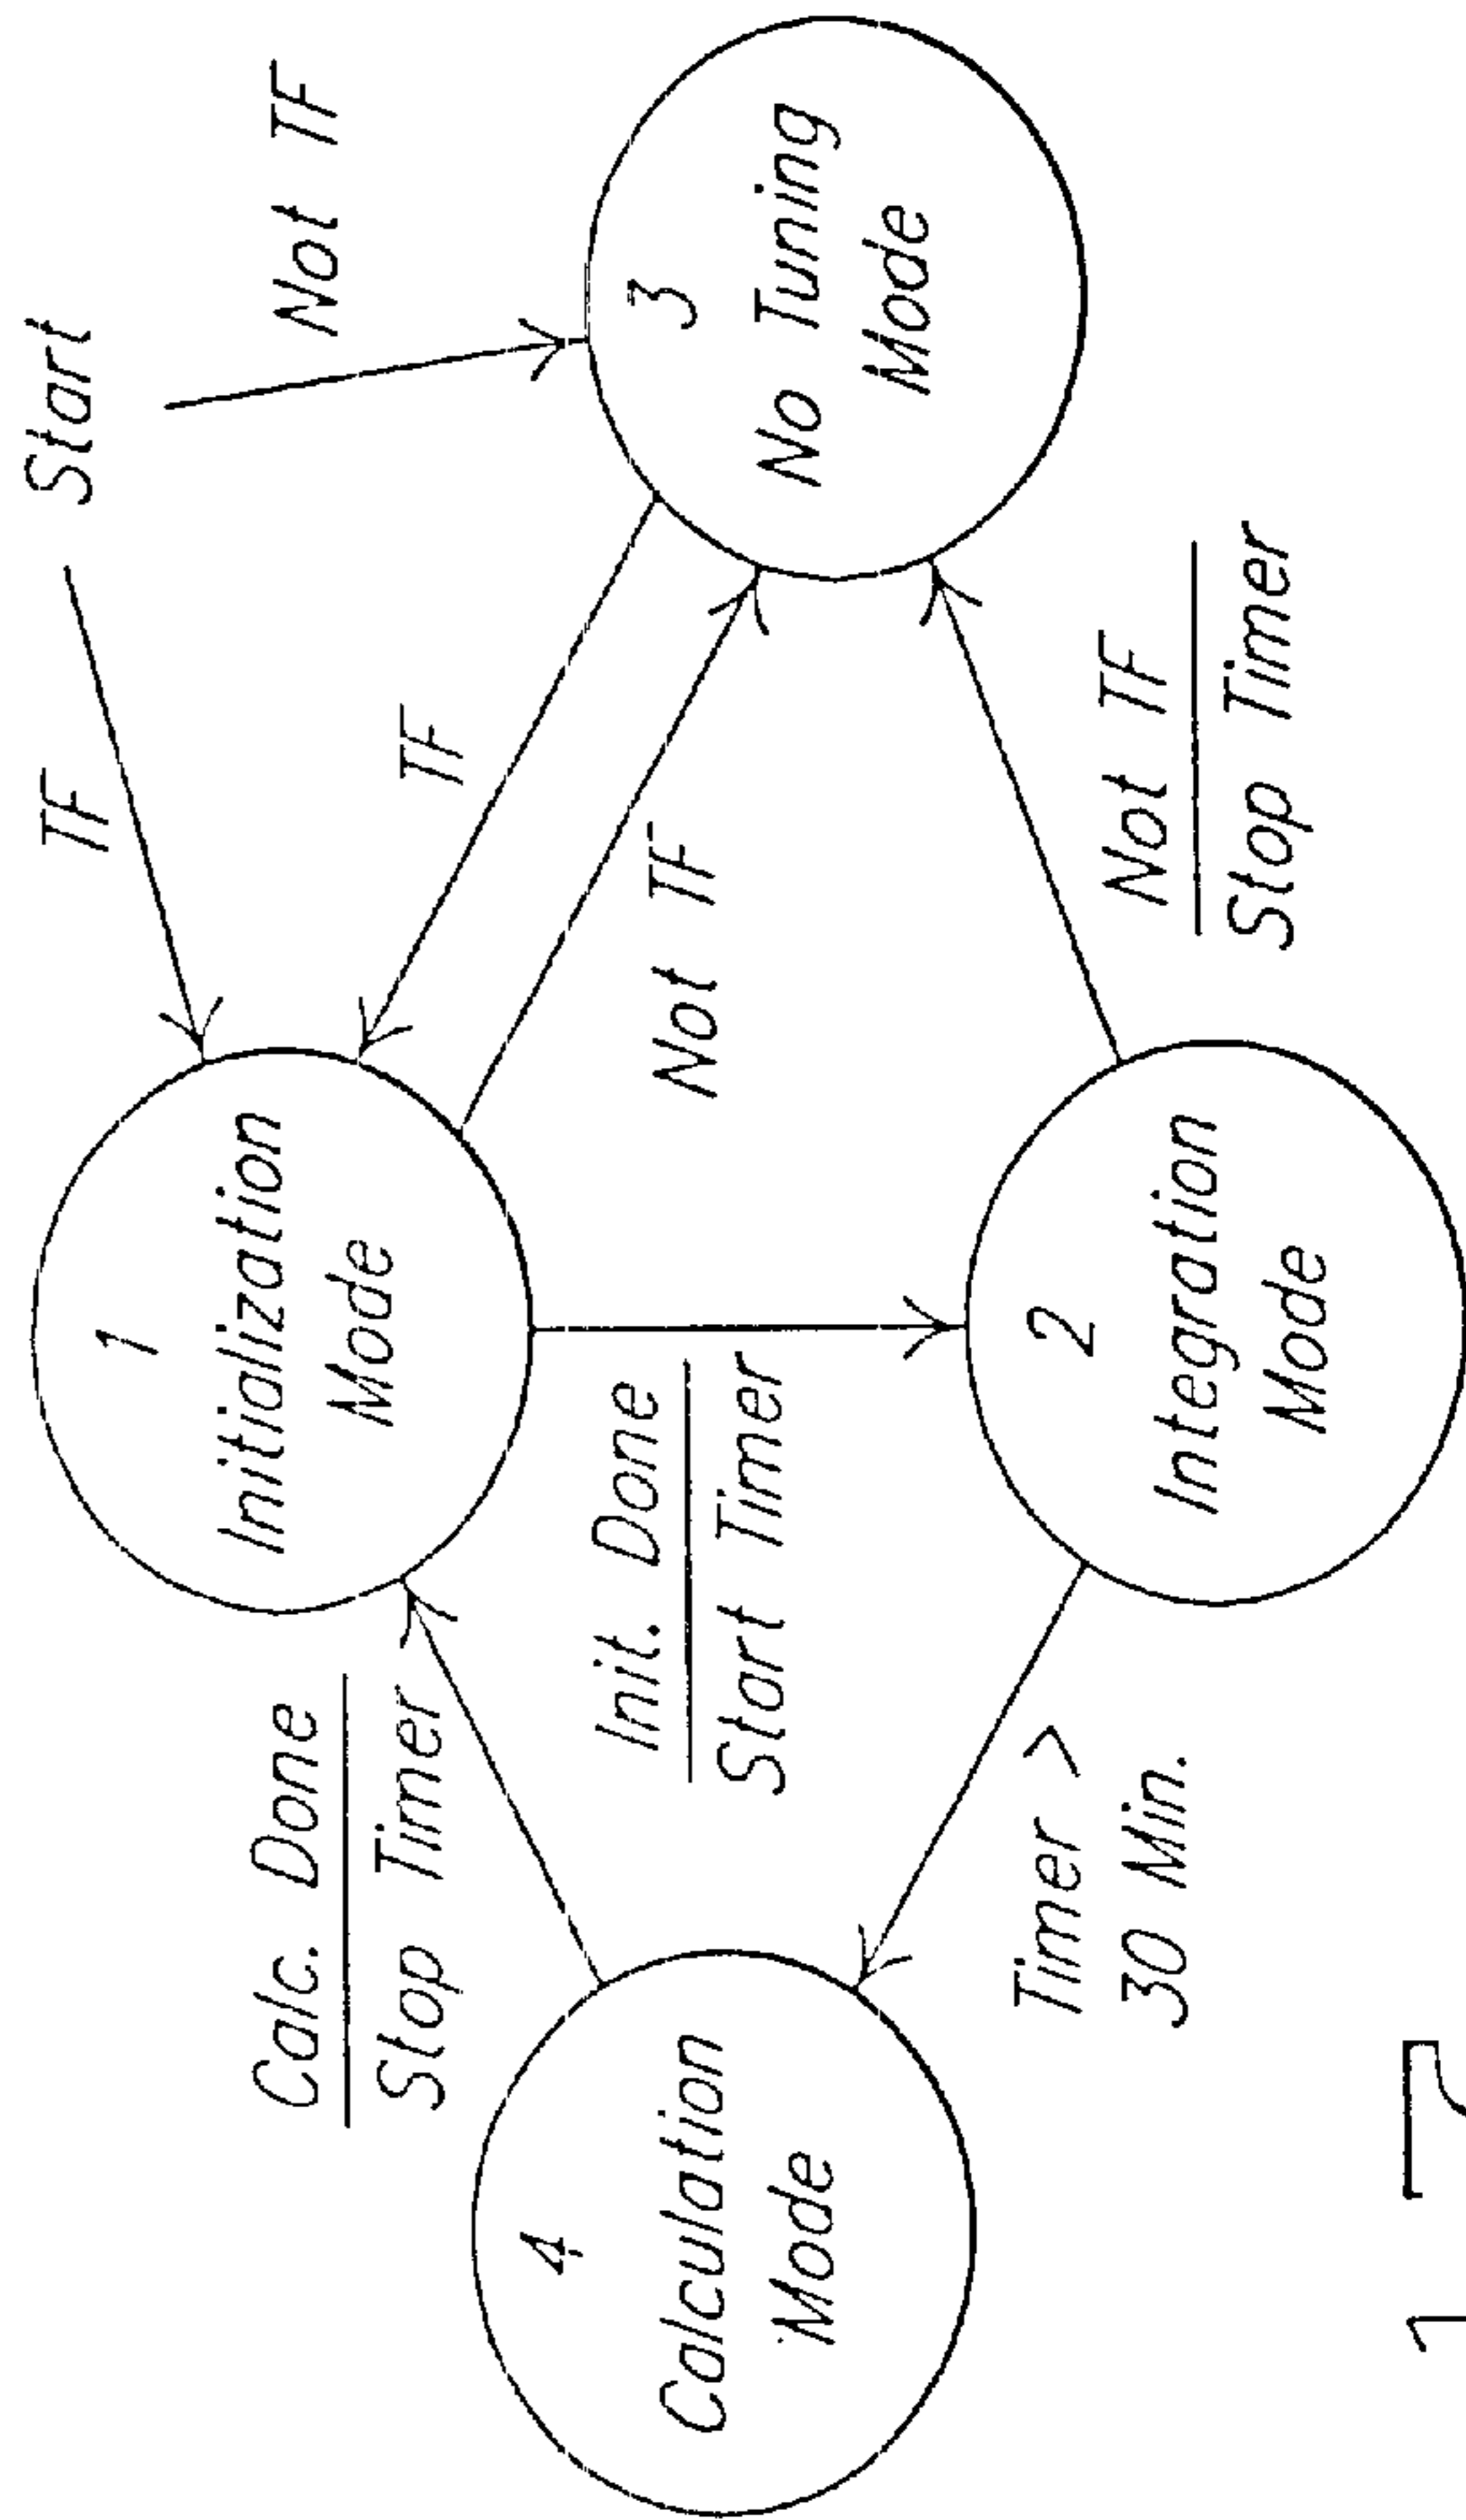 Start
TF
Not TF
1
Initialization
Mode
TF
Not TF
Calc. Done
Stop Timer
Init. Done
Start Timer
3
No Tuning
Mode
4
Calculation
Mode
2
Integration
Mode
Timer >
30 Min.
Not TF
Stop Timer